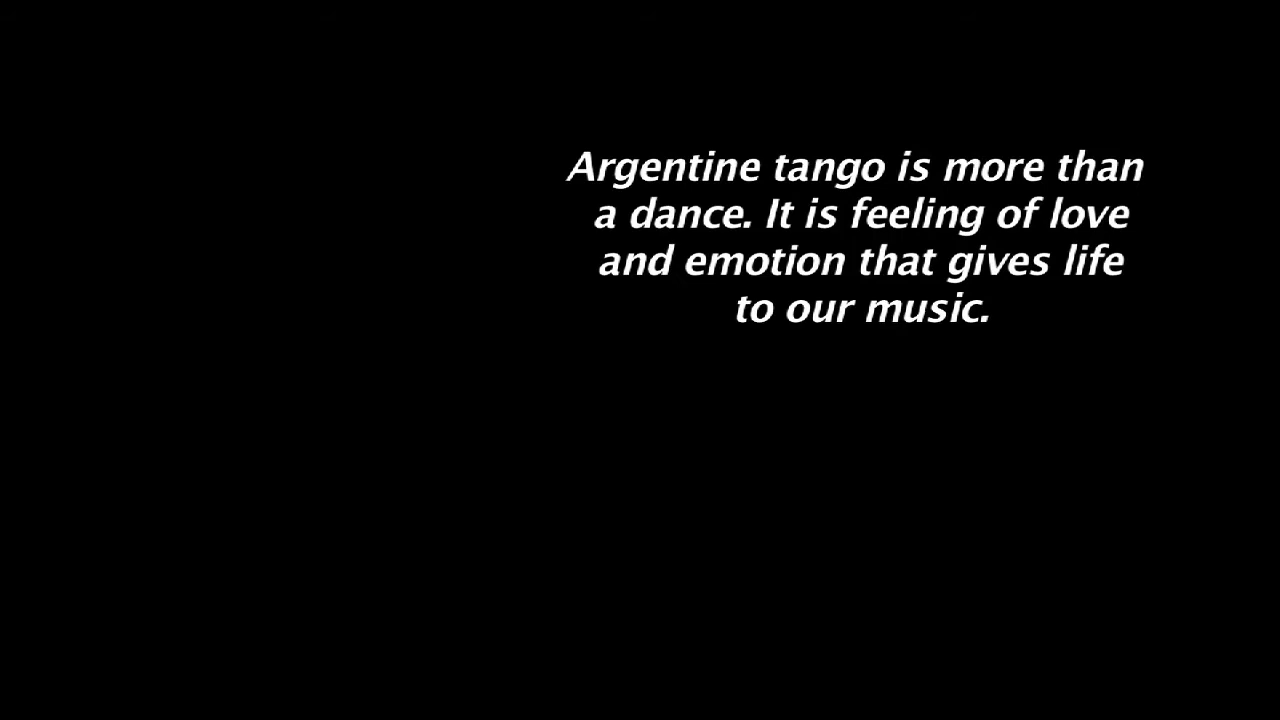 Argentine tango is more than
a dance. It is feeling of love
and emotion that gives life
to our music.